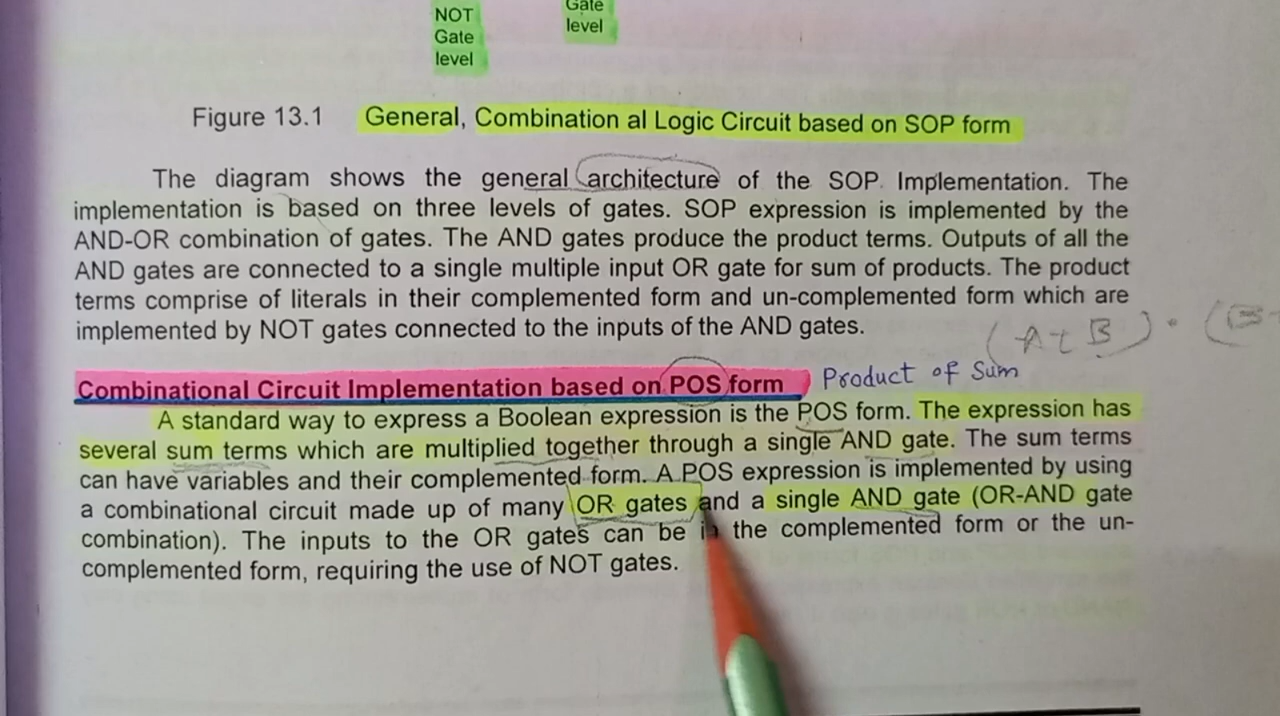 NOT
Gate
level
Gate
level
Figure 13.1 General, Combination al Logic Circuit based on SOP form
The diagram shows the general architecture of the SOP Implementation. The
implementation is based on three levels of gates. SOP expression is implemented by the
AND-OR combination of gates. The AND gates produce the product terms. Outputs of all the
AND gates are connected to a single multiple input OR gate for sum of products. The product
terms comprise of literals in their complemented form and un-complemented form which are
implemented by NOT gates connected to the inputs of the AND gates.
(A+B).(B+
Combinational Circuit Implementation based on POS form Product of Sum
A standard way to express a Boolean expression is the POS form. The expression has
several sum terms which are multiplied together through a single AND gate. The sum terms
can have variables and their complemented form. A POS expression is implemented by using
a combinational circuit made up of many OR gates and a single AND gate (OR-AND gate
combination). The inputs to the OR gates can be in the complemented form or the un-
complemented form, requiring the use of NOT gates.